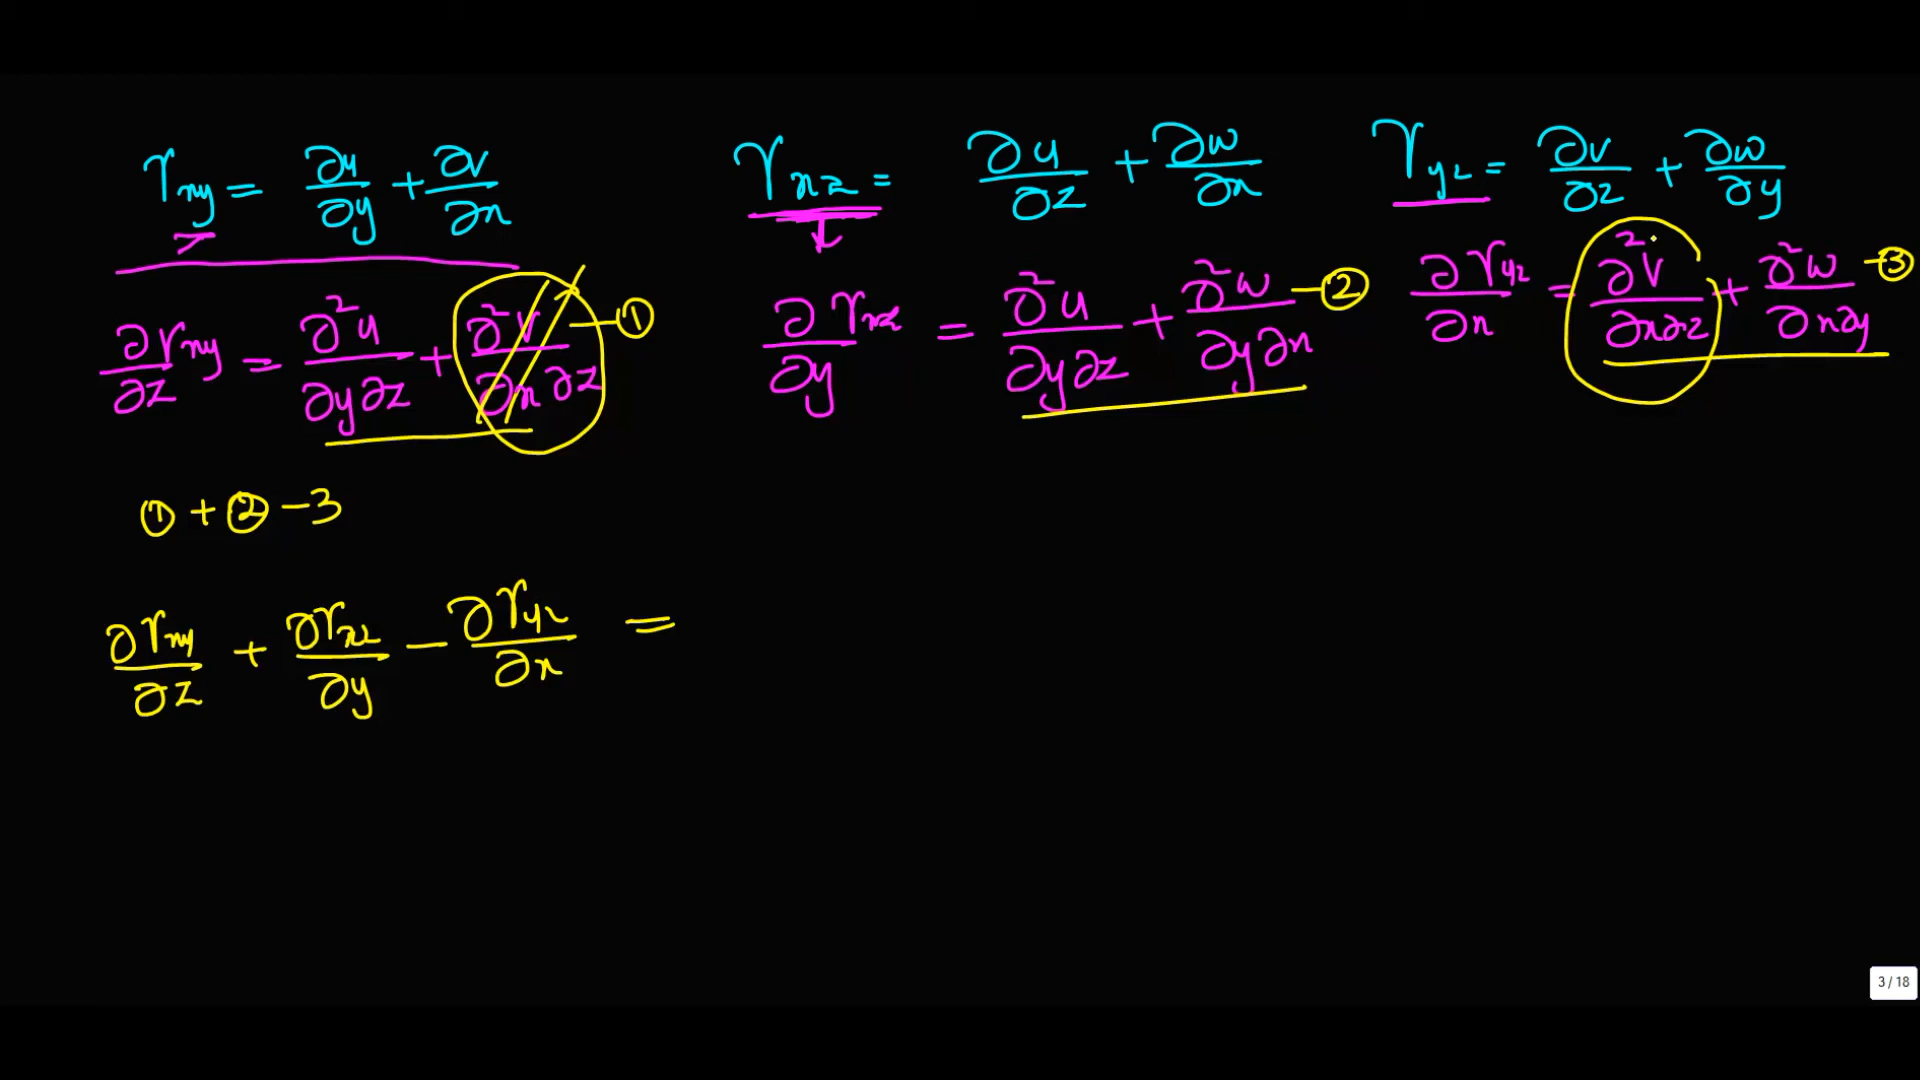 γxy = ∂u/∂y + ∂v/∂x
γxz = ∂u/∂z + ∂w/∂x
γyz = ∂v/∂z + ∂w/∂y
∂γxy/∂z = ∂²u/∂y∂z + ∂²v/∂x∂z — ①
∂γxz/∂y = ∂²u/∂y∂z + ∂²w/∂y∂x — ②
∂γyz/∂x = ∂²v/∂x∂z + ∂²w/∂x∂y — ③
① + ② - 3
∂γxy/∂z + ∂γxz/∂y - ∂γyz/∂x =
3 / 18